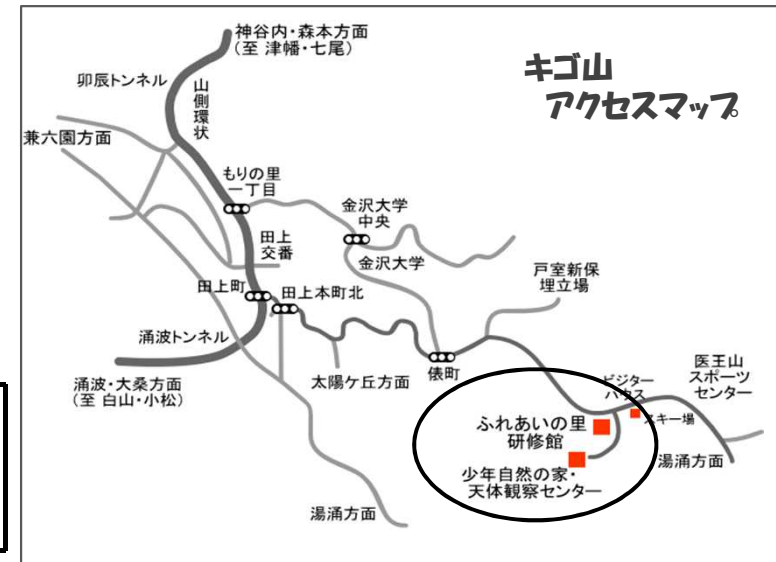 神谷内・森本方面
(至 津幡・七尾)
キゴ山
アクセスマップ
卯辰トンネル
山側環状
兼六園方面
もりの里
一丁目
金沢大学
中央
田上
交番
金沢大学
戸室新保
埋立場
田上町
田上本町北
涌波トンネル
太陽ケ丘方面
俵町
涌波・大桑方面
(至 白山・小松)
医王山
スポーツ
センター
ビジター
ハウス
スキー場
ふれあいの里
研修館
湯涌方面
少年自然の家・
天体観察センター
湯涌方面